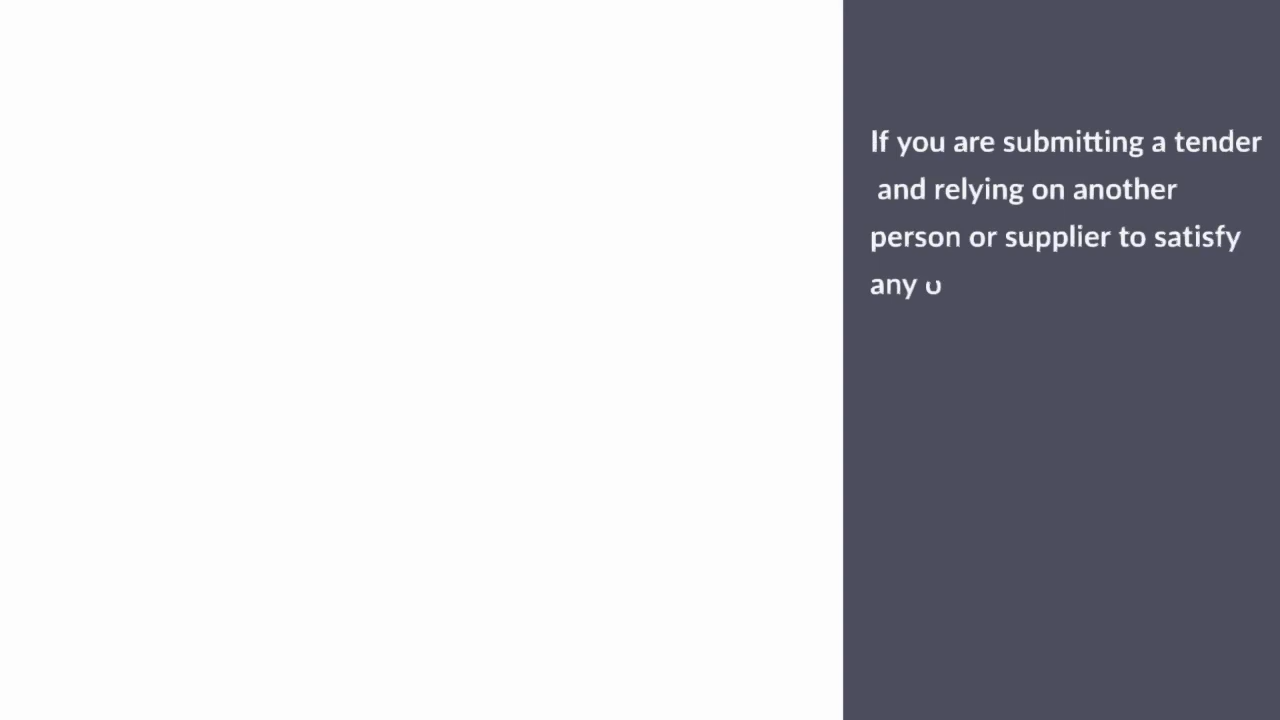 If you are submitting a tender
and relying on another
person or supplier to satisfy
any